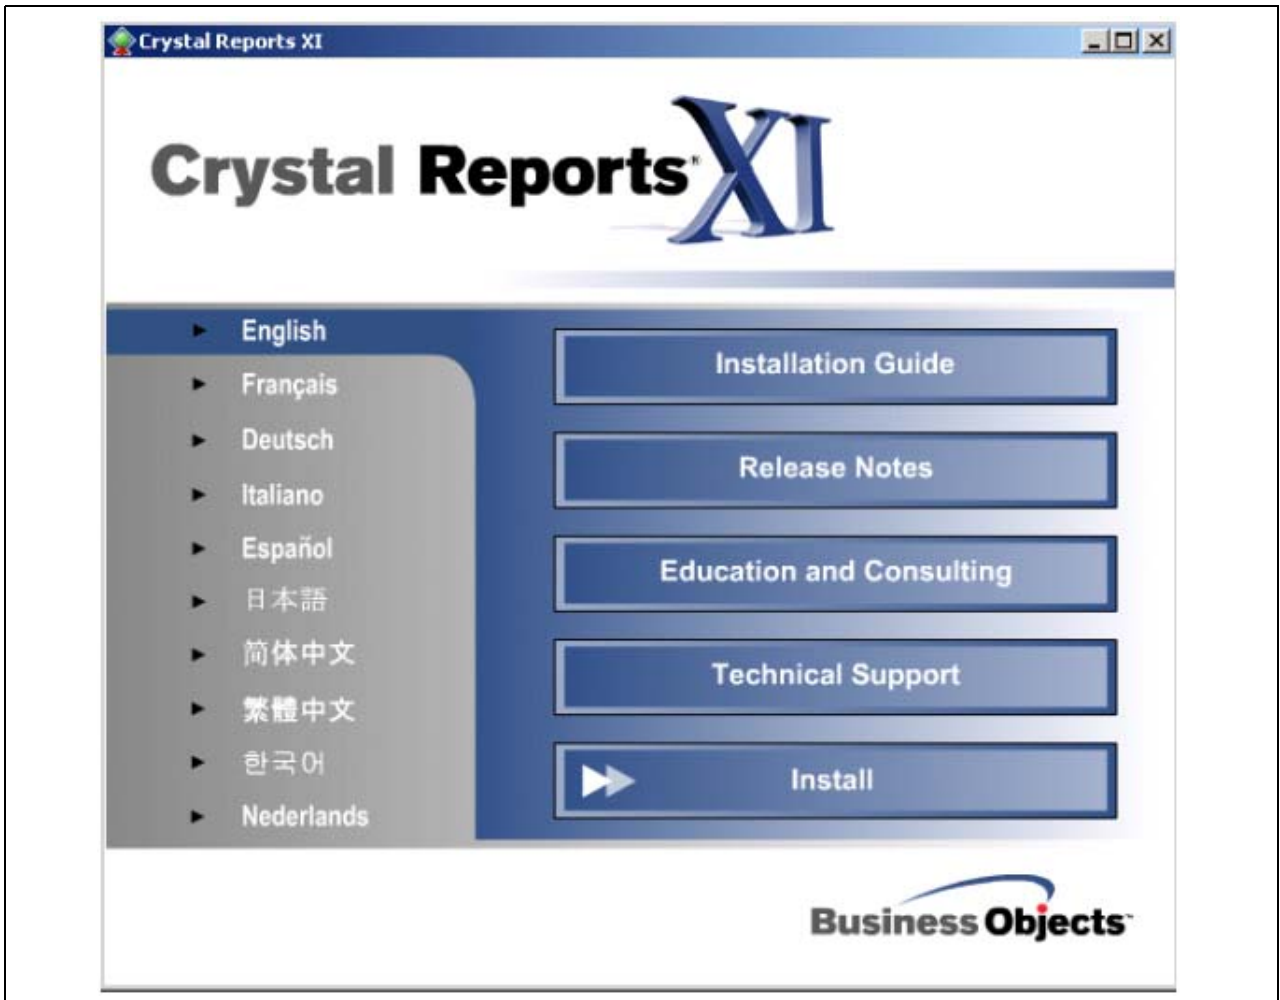 Crystal Reports XI
Crystal Reports® XI
English
Français
Deutsch
Italiano
Español
日本語
简体中文
繁體中文
한국어
Nederlands
Installation Guide
Release Notes
Education and Consulting
Technical Support
Install
Business Objects™